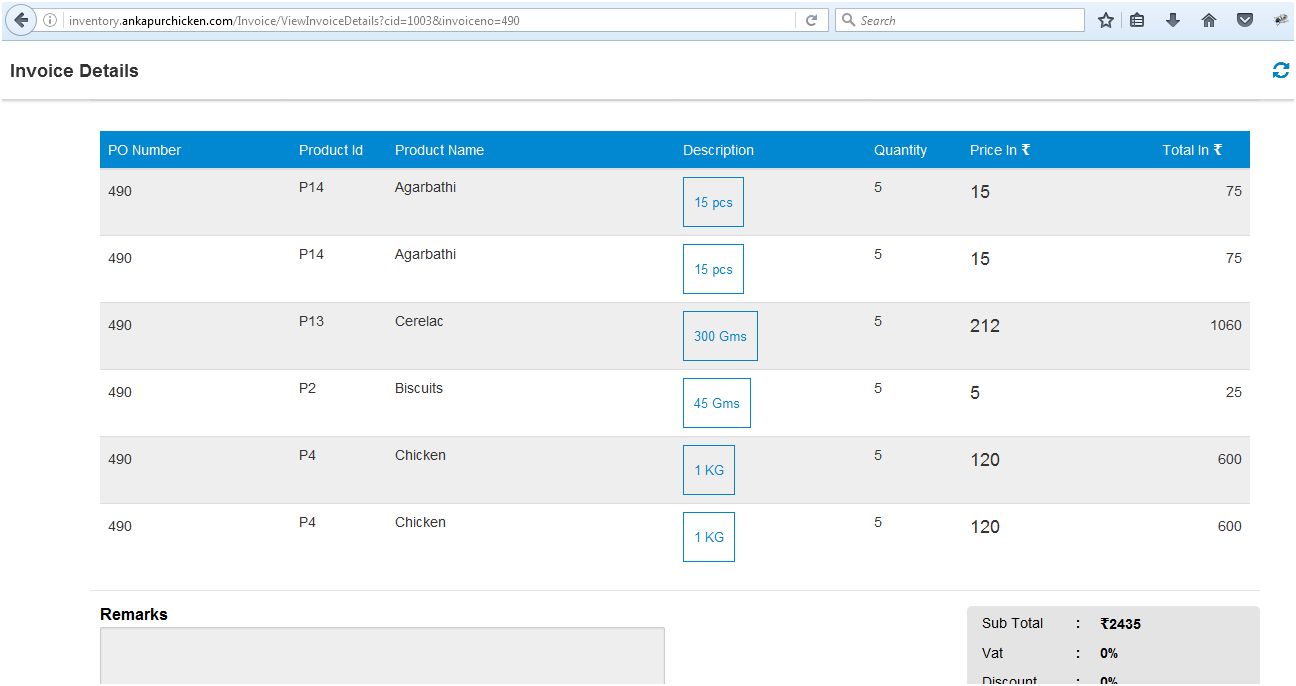 inventory.ankapurchicken.com/Invoice/ViewInvoiceDetails?cid=1003&invoiceno=490 Search
Invoice Details
PO Number Product Id Product Name Description Quantity Price In ₹ Total In ₹
490 P14 Agarbathi 15 pcs 5 15 75
490 P14 Agarbathi 15 pcs 5 15 75
490 P13 Cerelac 300 Gms 5 212 1060
490 P2 Biscuits 45 Gms 5 5 25
490 P4 Chicken 1 KG 5 120 600
490 P4 Chicken 1 KG 5 120 600
Remarks
Sub Total : ₹2435
Vat : 0%
Discount : 0%